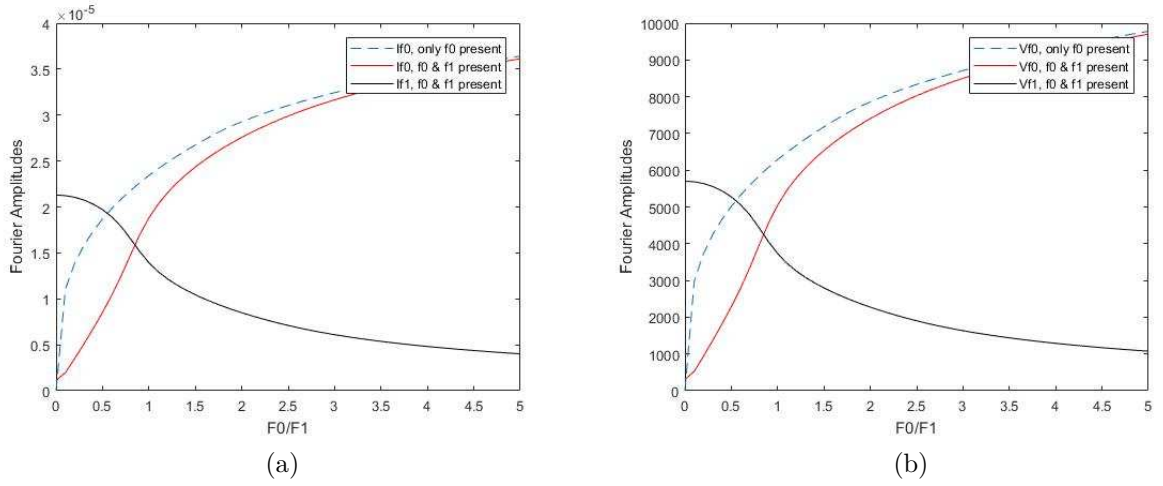 ×10⁻⁵
4
3.5
3
2.5
2
1.5
1
0.5
0
Fourier Amplitudes
If0, only f0 present
If0, f0 & f1 present
If1, f0 & f1 present
0 0.5 1 1.5 2 2.5 3 3.5 4 4.5 5
F0/F1
(a)
10000
9000
8000
7000
6000
5000
4000
3000
2000
1000
0
Fourier Amplitudes
Vf0, only f0 present
Vf0, f0 & f1 present
Vf1, f0 & f1 present
0 0.5 1 1.5 2 2.5 3 3.5 4 4.5 5
F0/F1
(b)